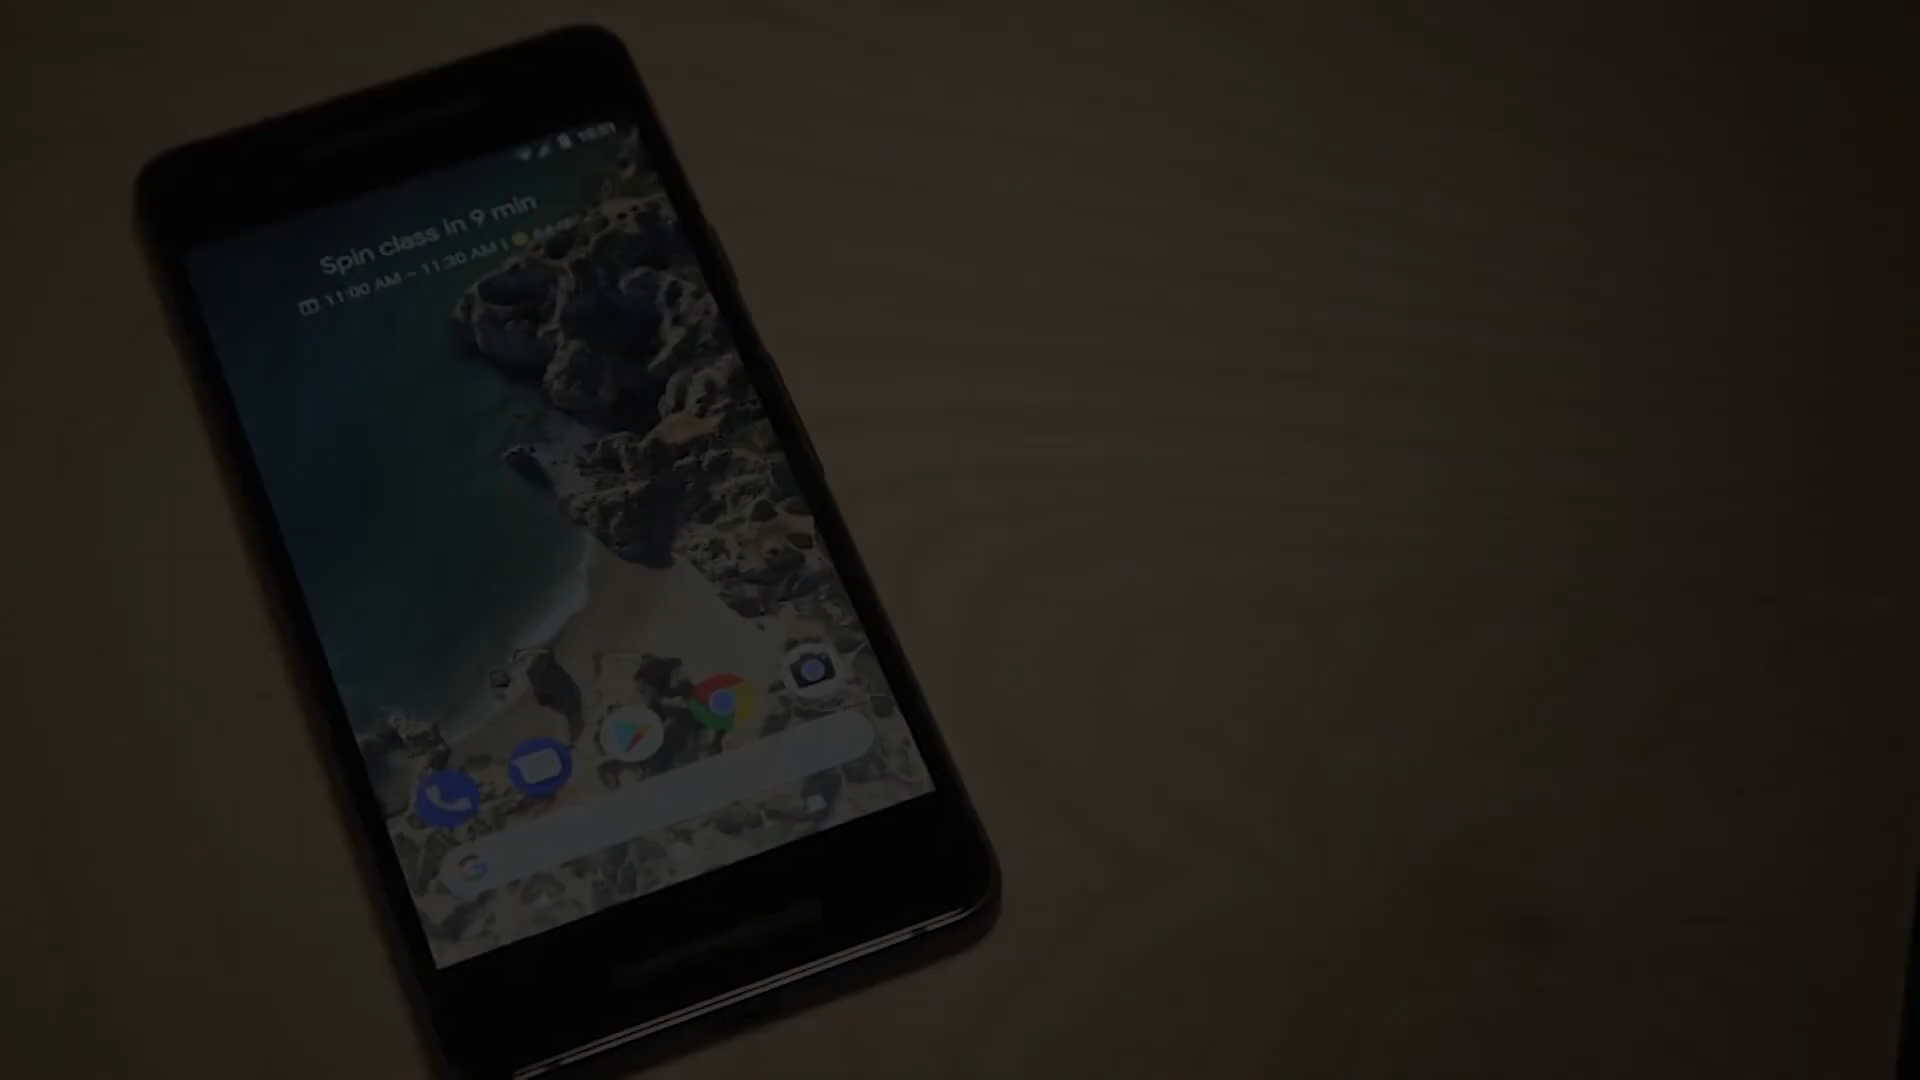 Spin class in 9 min
11:00 AM – 11:30 AM |